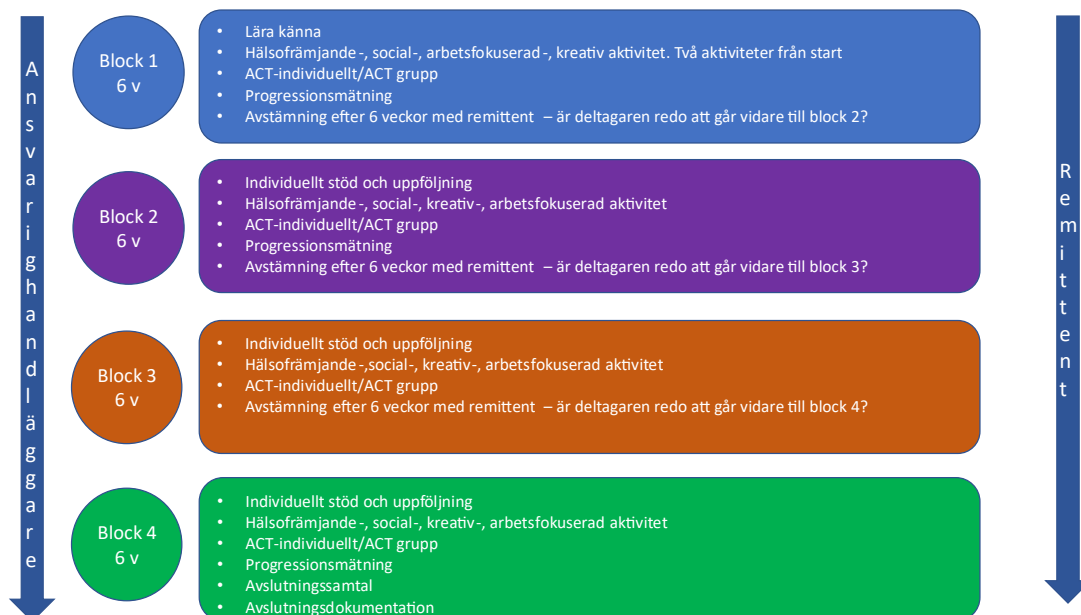 Ansvarighandläggare
Block 1
6 v
• Lära känna
• Hälsofrämjande-, social-, arbetsfokuserad-, kreativ aktivitet. Två aktiviteter från start
• ACT-individuellt/ACT grupp
• Progressionsmätning
• Avstämning efter 6 veckor med remittent – är deltagaren redo att går vidare till block 2?
Block 2
6 v
• Individuellt stöd och uppföljning
• Hälsofrämjande-, social-, kreativ-, arbetsfokuserad aktivitet
• ACT-individuellt/ACT grupp
• Progressionsmätning
• Avstämning efter 6 veckor med remittent – är deltagaren redo att går vidare till block 3?
Block 3
6 v
• Individuellt stöd och uppföljning
• Hälsofrämjande-,social-, kreativ-, arbetsfokuserad aktivitet
• ACT-individuellt/ACT grupp
• Avstämning efter 6 veckor med remittent – är deltagaren redo att går vidare till block 4?
Block 4
6 v
• Individuellt stöd och uppföljning
• Hälsofrämjande-, social-, kreativ-, arbetsfokuserad aktivitet
• ACT-individuellt/ACT grupp
• Progressionsmätning
• Avslutningssamtal
• Avslutningsdokumentation
Remittent